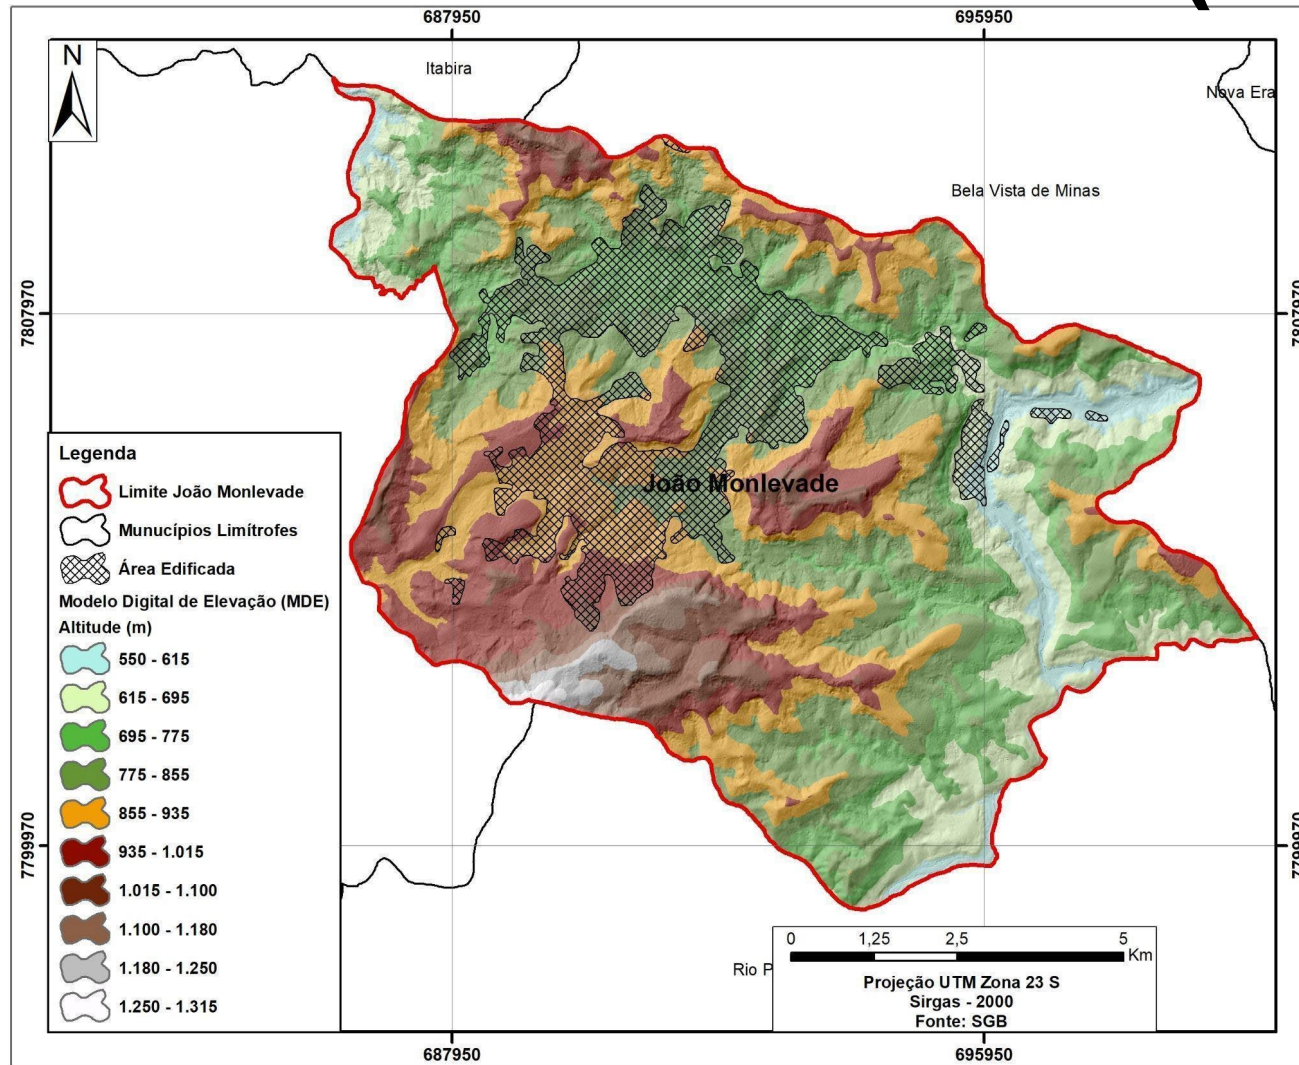 687950
695950
N
Itabira
Nova Era
Bela Vista de Minas
7807970
7807970
Legenda
Limite João Monlevade
Munucípios Limítrofes
Área Edificada
Modelo Digital de Elevação (MDE)
Altitude (m)
550 - 615
615 - 695
695 - 775
775 - 855
855 - 935
935 - 1.015
1.015 - 1.100
1.100 - 1.180
1.180 - 1.250
1.250 - 1.315
João Monlevade
7799970
7799970
Rio P
0 1,25 2,5 5
Km
Projeção UTM Zona 23 S
Sirgas - 2000
Fonte: SGB
687950
695950